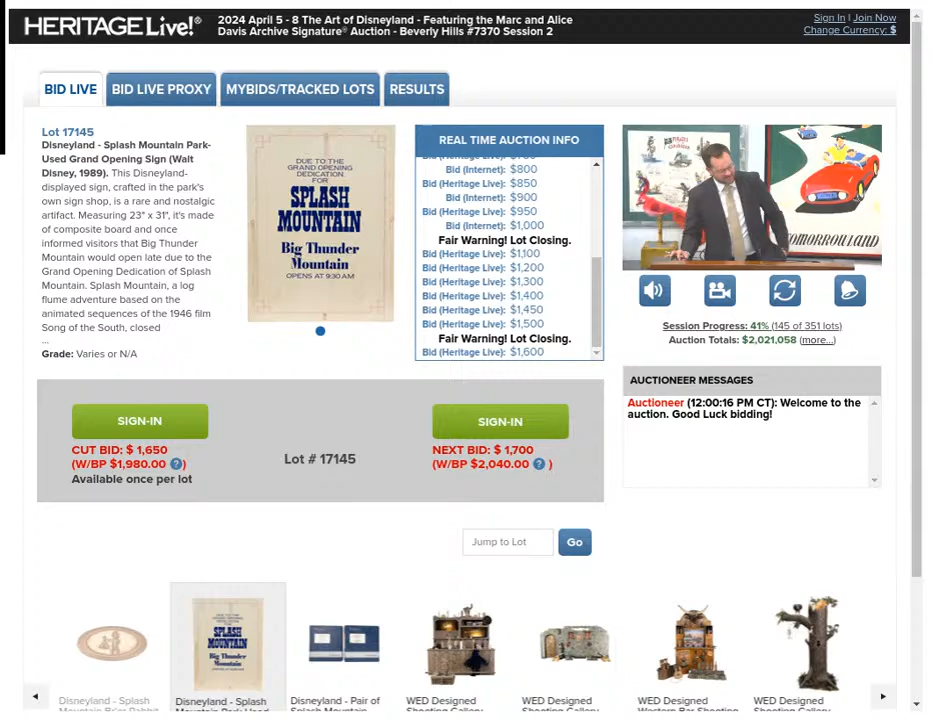 HERITAGE Live!®
2024 April 5 - 8 The Art of Disneyland - Featuring the Marc and Alice
Davis Archive Signature® Auction - Beverly Hills #7370 Session 2
Sign In | Join Now
Change Currency: $
BID LIVE
BID LIVE PROXY
MYBIDS/TRACKED LOTS
RESULTS
Lot 17145
Disneyland - Splash Mountain Park-
Used Grand Opening Sign (Walt
Disney, 1989). This Disneyland-
displayed sign, crafted in the park's
own sign shop, is a rare and nostalgic
artifact. Measuring 23" x 31", it's made
of composite board and once
informed visitors that Big Thunder
Mountain would open late due to the
Grand Opening Dedication of Splash
Mountain. Splash Mountain, a log
flume adventure based on the
animated sequences of the 1946 film
Song of the South, closed
...
Grade: Varies or N/A
DUE TO THE
GRAND OPENING
DEDICATION
FOR
SPLASH
MOUNTAIN
Big Thunder
Mountain
OPENS AT 9:30 AM
REAL TIME AUCTION INFO
Bid (Internet): $800
Bid (Heritage Live): $850
Bid (Internet): $900
Bid (Heritage Live): $950
Bid (Internet): $1,000
Fair Warning! Lot Closing.
Bid (Heritage Live): $1,100
Bid (Heritage Live): $1,200
Bid (Heritage Live): $1,300
Bid (Heritage Live): $1,400
Bid (Heritage Live): $1,450
Bid (Heritage Live): $1,500
Fair Warning! Lot Closing.
Bid (Heritage Live): $1,600
Session Progress: 41% (145 of 351 lots)
Auction Totals: $2,021,058 (more...)
AUCTIONEER MESSAGES
Auctioneer (12:00:16 PM CT): Welcome to the
auction. Good Luck bidding!
SIGN-IN
CUT BID: $ 1,650
(W/BP $1,980.00 ?)
Available once per lot
Lot # 17145
SIGN-IN
NEXT BID: $ 1,700
(W/BP $2,040.00 ? )
Jump to Lot
Go
SPLASH
MOUNTAIN
Big Thunder
Mountain
Disneyland - Splash
Mountain Br'er Rabbit
Disneyland - Splash
Mountain Park-Used
Disneyland - Pair of
Splash Mountain
WED Designed
Shooting Gallery
WED Designed
Shooting Gallery
WED Designed
Western Bar Shooting
WED Designed
Shooting Gallery